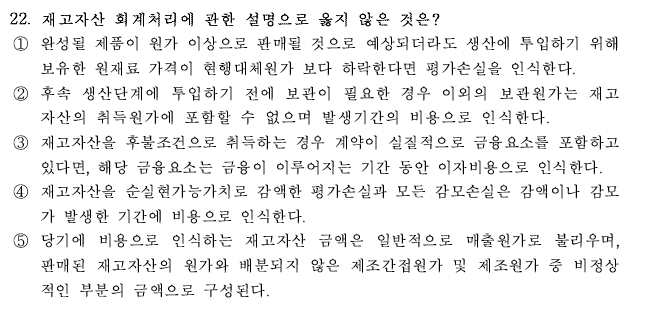 22. 재고자산 회계처리에 관한 설명으로 옳지 않은 것은?
① 완성될 제품이 원가 이상으로 판매될 것으로 예상되더라도 생산에 투입하기 위해
보유한 원재료 가격이 현행대체원가 보다 하락한다면 평가손실을 인식한다.
② 후속 생산단계에 투입하기 전에 보관이 필요한 경우 이외의 보관원가는 재고
자산의 취득원가에 포함할 수 없으며 발생기간의 비용으로 인식한다.
③ 재고자산을 후불조건으로 취득하는 경우 계약이 실질적으로 금융요소를 포함하고
있다면, 해당 금융요소는 금융이 이루어지는 기간 동안 이자비용으로 인식한다.
④ 재고자산을 순실현가능가치로 감액한 평가손실과 모든 감모손실은 감액이나 감모
가 발생한 기간에 비용으로 인식한다.
⑤ 당기에 비용으로 인식하는 재고자산 금액은 일반적으로 매출원가로 불리우며,
판매된 재고자산의 원가와 배분되지 않은 제조간접원가 및 제조원가 중 비정상
적인 부분의 금액으로 구성된다.